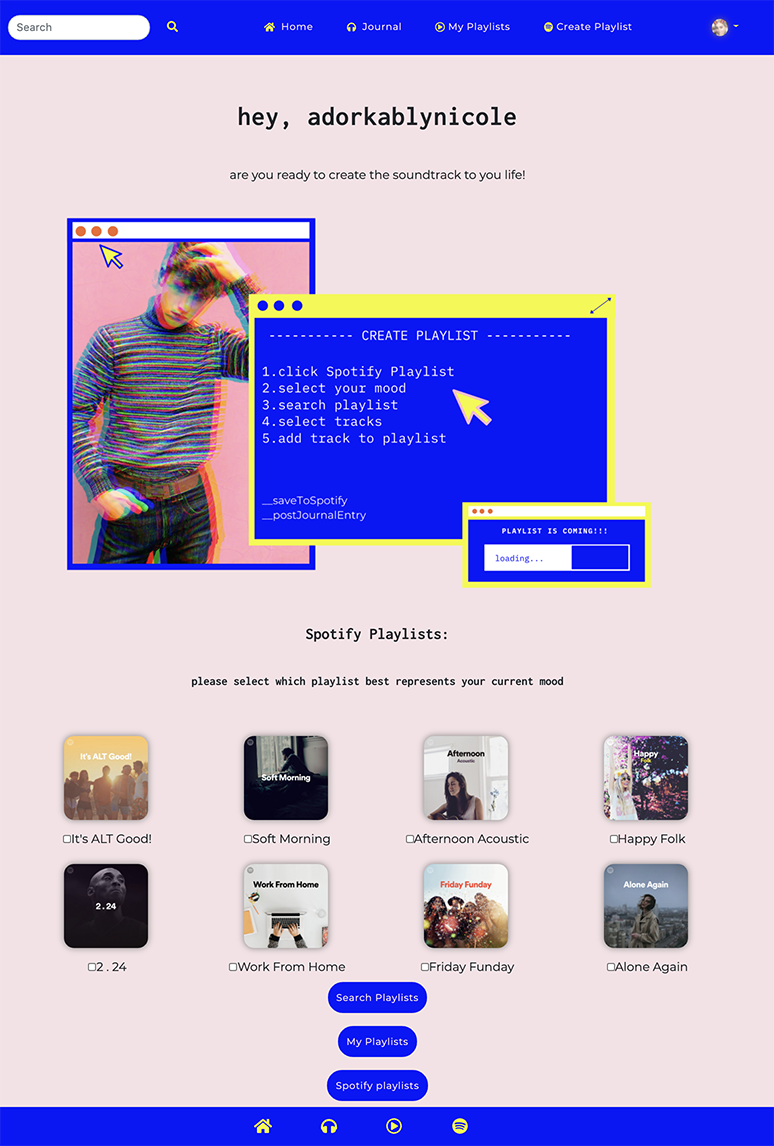 Search
Home
Journal
My Playlists
Create Playlist
hey, adorkablynicole
are you ready to create the soundtrack to you life!
----------- CREATE PLAYLIST -----------
1.click Spotify Playlist
2.select your mood
3.search playlist
4.select tracks
5.add track to playlist
__saveToSpotify
__postJournalEntry
PLAYLIST IS COMING!!!
loading...
Spotify Playlists:
please select which playlist best represents your current mood
It's ALT Good!
Soft Morning
Afternoon
Acoustic
Happy
Folk
It's ALT Good!
Soft Morning
Afternoon Acoustic
Happy Folk
2.24
Work From Home
Friday Funday
Alone Again
2 . 24
Work From Home
Friday Funday
Alone Again
Search Playlists
My Playlists
Spotify playlists